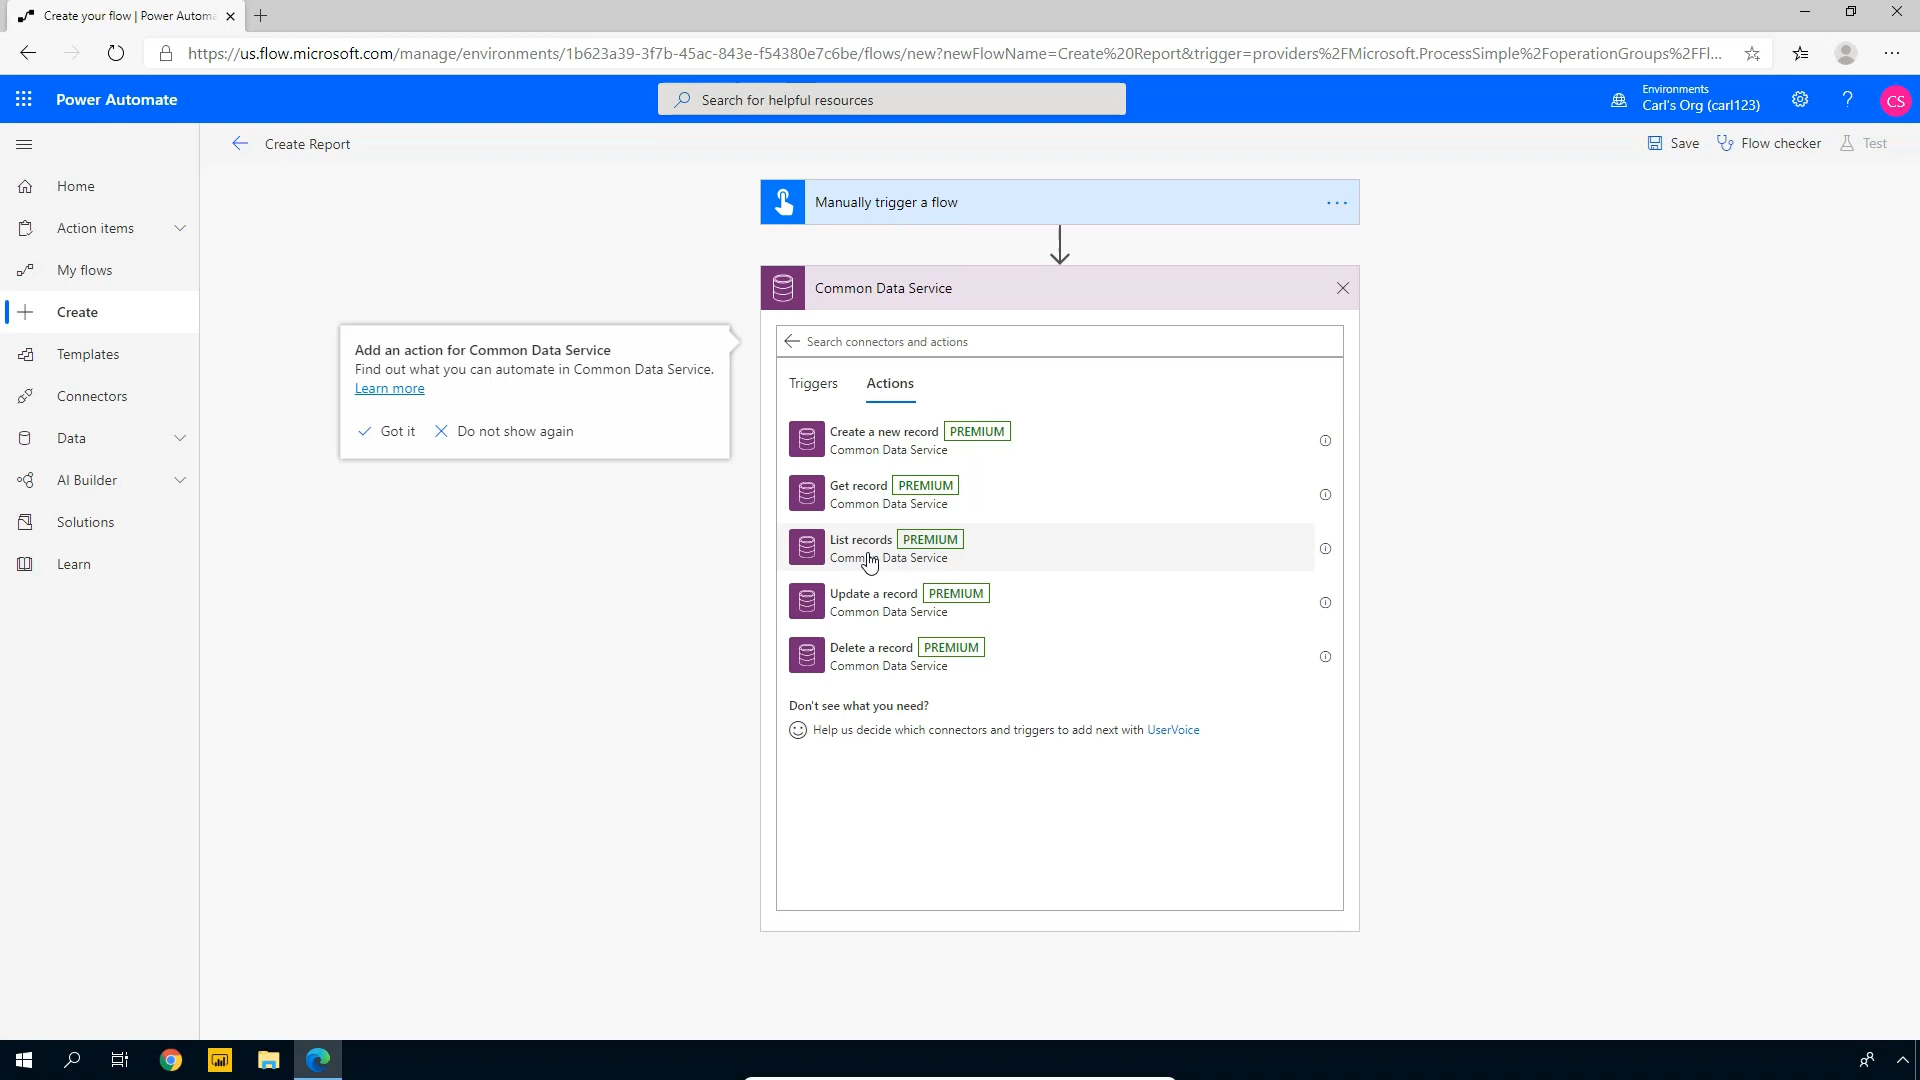 Create your flow | Power Automa
https://us.flow.microsoft.com/manage/environments/1b623a39-3f7b-45ac-843e-f54380e7c6be/flows/new?newFlowName=Create%20Report&trigger=providers%2FMicrosoft.ProcessSimple%2FoperationGroups%2FFl...
Power Automate
Search for helpful resources
Environments
Carl's Org (carl123)
?
CS
Create Report
Save
Flow checker
Test
Home
Action items
My flows
Create
Templates
Connectors
Data
AI Builder
Solutions
Learn
Manually trigger a flow
Common Data Service
Add an action for Common Data Service
Find out what you can automate in Common Data Service.
Learn more
Got it
Do not show again
Search connectors and actions
Triggers
Actions
Create a new record PREMIUM
Common Data Service
Get record PREMIUM
Common Data Service
List records PREMIUM
Common Data Service
Update a record PREMIUM
Common Data Service
Delete a record PREMIUM
Common Data Service
Don't see what you need?
Help us decide which connectors and triggers to add next with UserVoice